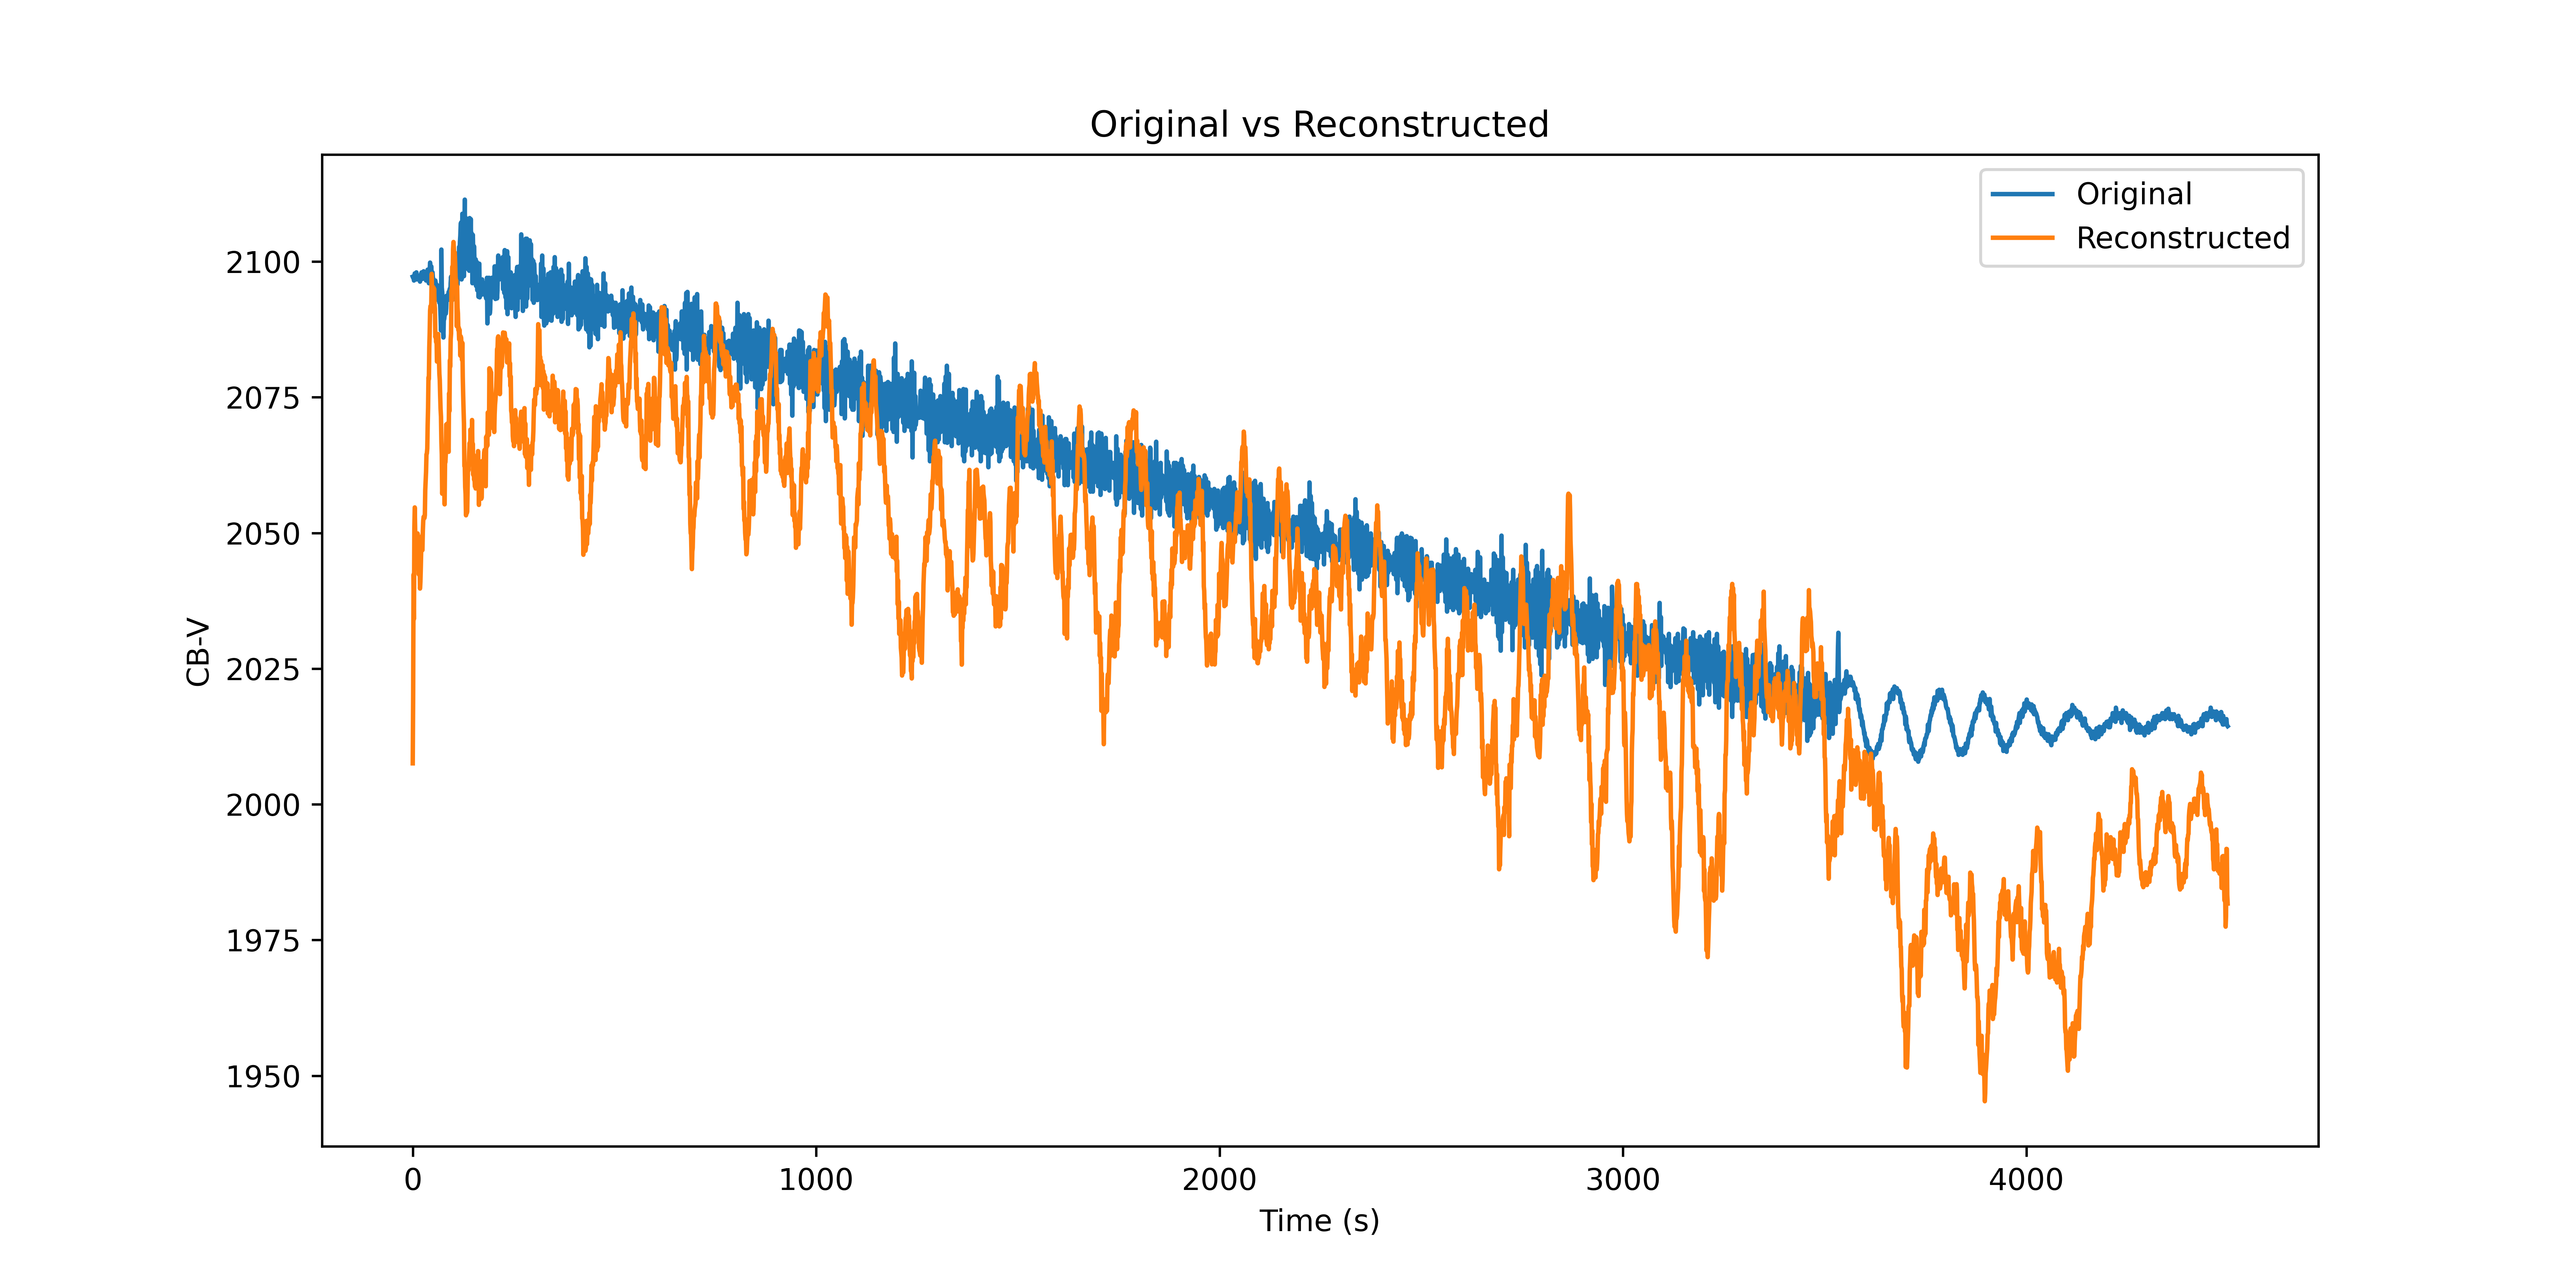 Original vs Reconstructed
Original
Reconstructed
2100
2075
2050
2025
2000
1975
1950
CB-V
0 1000 2000 3000 4000
Time (s)